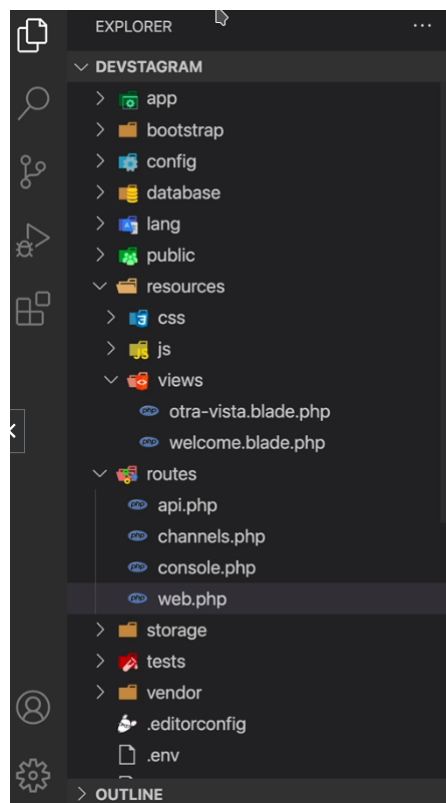 EXPLORER
DEVSTAGRAM
app
bootstrap
config
database
lang
public
resources
css
js
views
otra-vista.blade.php
welcome.blade.php
routes
api.php
channels.php
console.php
web.php
storage
tests
vendor
.editorconfig
.env
OUTLINE